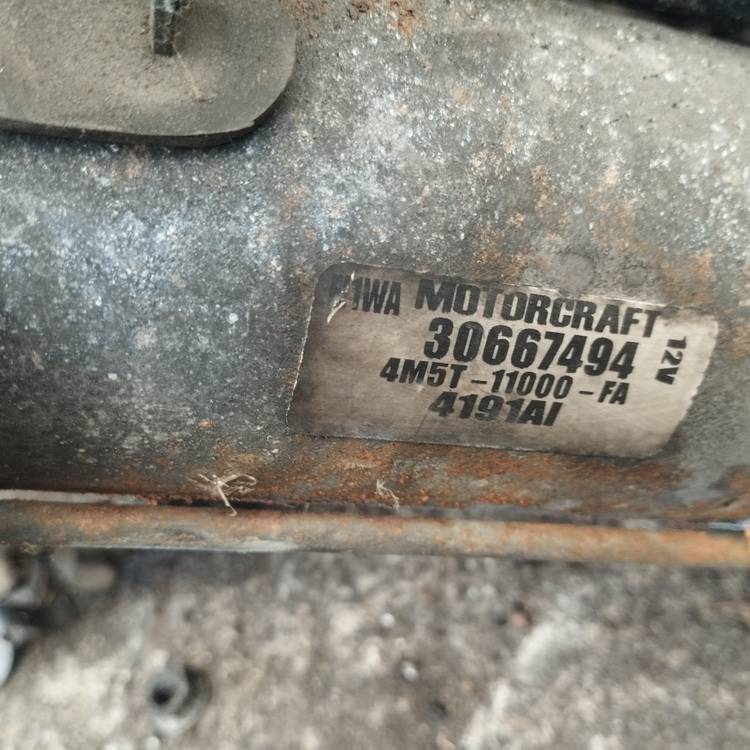 MOTORCRAFT
30667494
12V
4M5T-11000-FA
4191AI